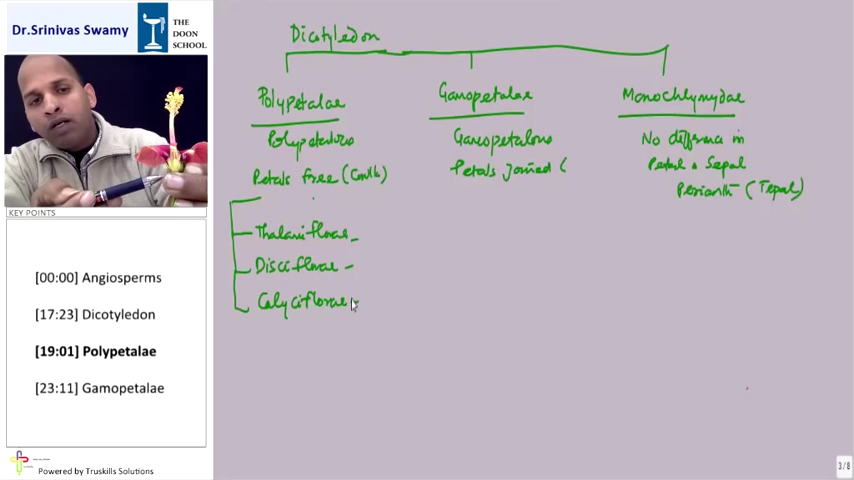 Dr.Srinivas Swamy
THE
DOON
SCHOOL
KEY POINTS
[00:00] Angiosperms
[17:23] Dicotyledon
[19:01] Polypetalae
[23:11] Gamopetalae
Powered by Truskills Solutions
Dicotyledon
Polypetalae
Polypetalous
Petals free (
Thalamiflorae -
Disciflorae -
Calyciflorae -
Gamopetalae
Gamopetalous
Petals Joined (
Monochlymydae
No difference in
Petal & Sepal
Perianth (Tepal)
3/8